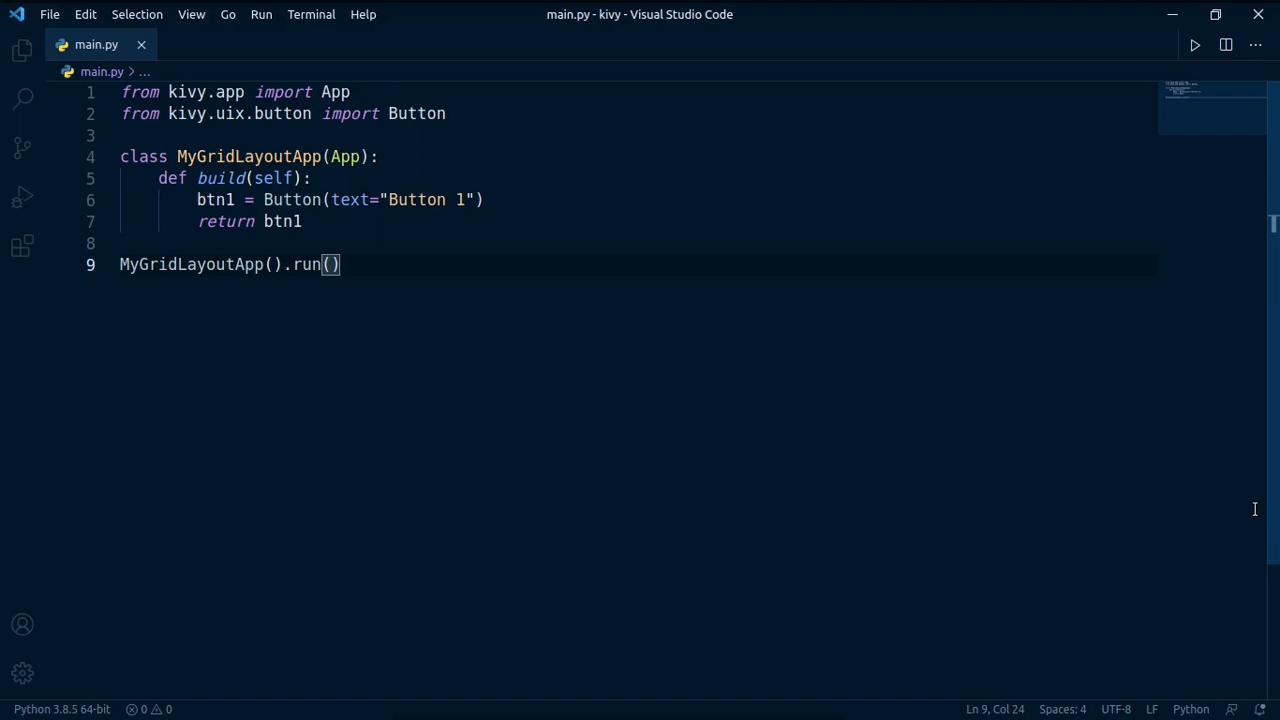 File Edit Selection View Go Run Terminal Help main.py - kivy - Visual Studio Code
main.py
main.py > ...
1 from kivy.app import App
2 from kivy.uix.button import Button
3
4 class MyGridLayoutApp(App):
5     def build(self):
6         btn1 = Button(text="Button 1")
7         return btn1
8
9 MyGridLayoutApp().run()
Python 3.8.5 64-bit 0 0 Ln 9, Col 24 Spaces: 4 UTF-8 LF Python